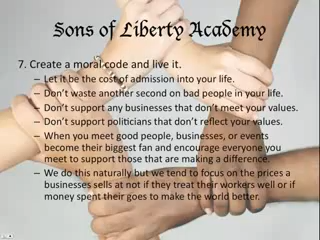 Sons of Liberty Academy
7. Create a moral code and live it.
– Let it be the cost of admission into your life.
– Don't waste another second on bad people in your life.
– Don't support any businesses that don't meet your values.
– Don't support politicians that don't reflect your values.
– When you meet good people, businesses, or events
become their biggest fan and encourage everyone you
meet to support those that are making a difference.
– We do this naturally but we tend to focus on the prices a
businesses sells at not if they treat their workers well or if
money spent their goes to make the world better.